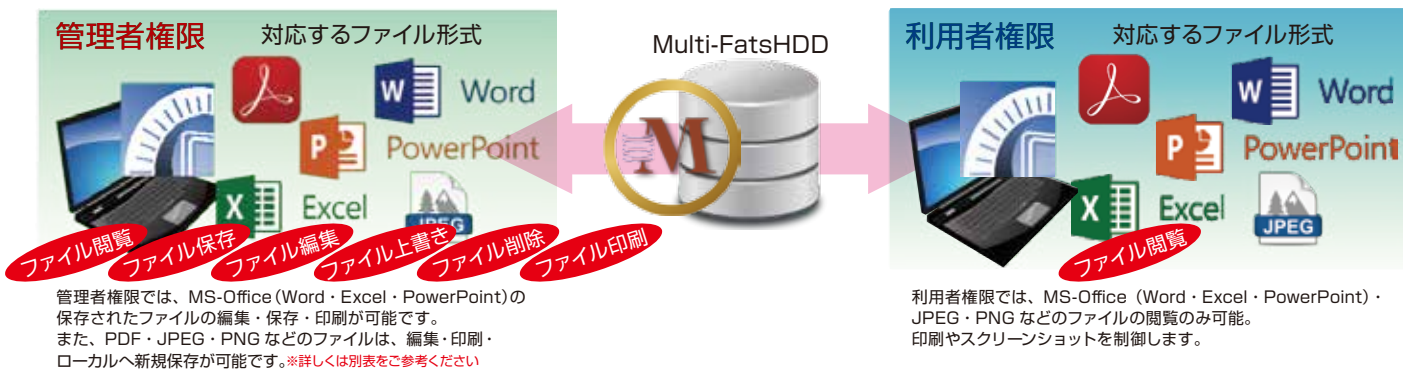 管理者権限 対応するファイル形式
W Word
P PowerPoint
X Excel
JPEG
ファイル閲覧 ファイル保存 ファイル編集 ファイル上書き ファイル削除 ファイル印刷
管理者権限では、MS-Office(Word・Excel・PowerPoint)の
保存されたファイルの編集・保存・印刷が可能です。
また、PDF・JPEG・PNG などのファイルは、編集・印刷・
ローカルへ新規保存が可能です。※詳しくは別表をご参考ください
Multi-FatsHDD
M
利用者権限 対応するファイル形式
W Word
P PowerPoint
X Excel
JPEG
ファイル閲覧
利用者権限では、MS-Office(Word・Excel・PowerPoint)・
JPEG・PNG などのファイルの閲覧のみ可能。
印刷やスクリーンショットを制御します。